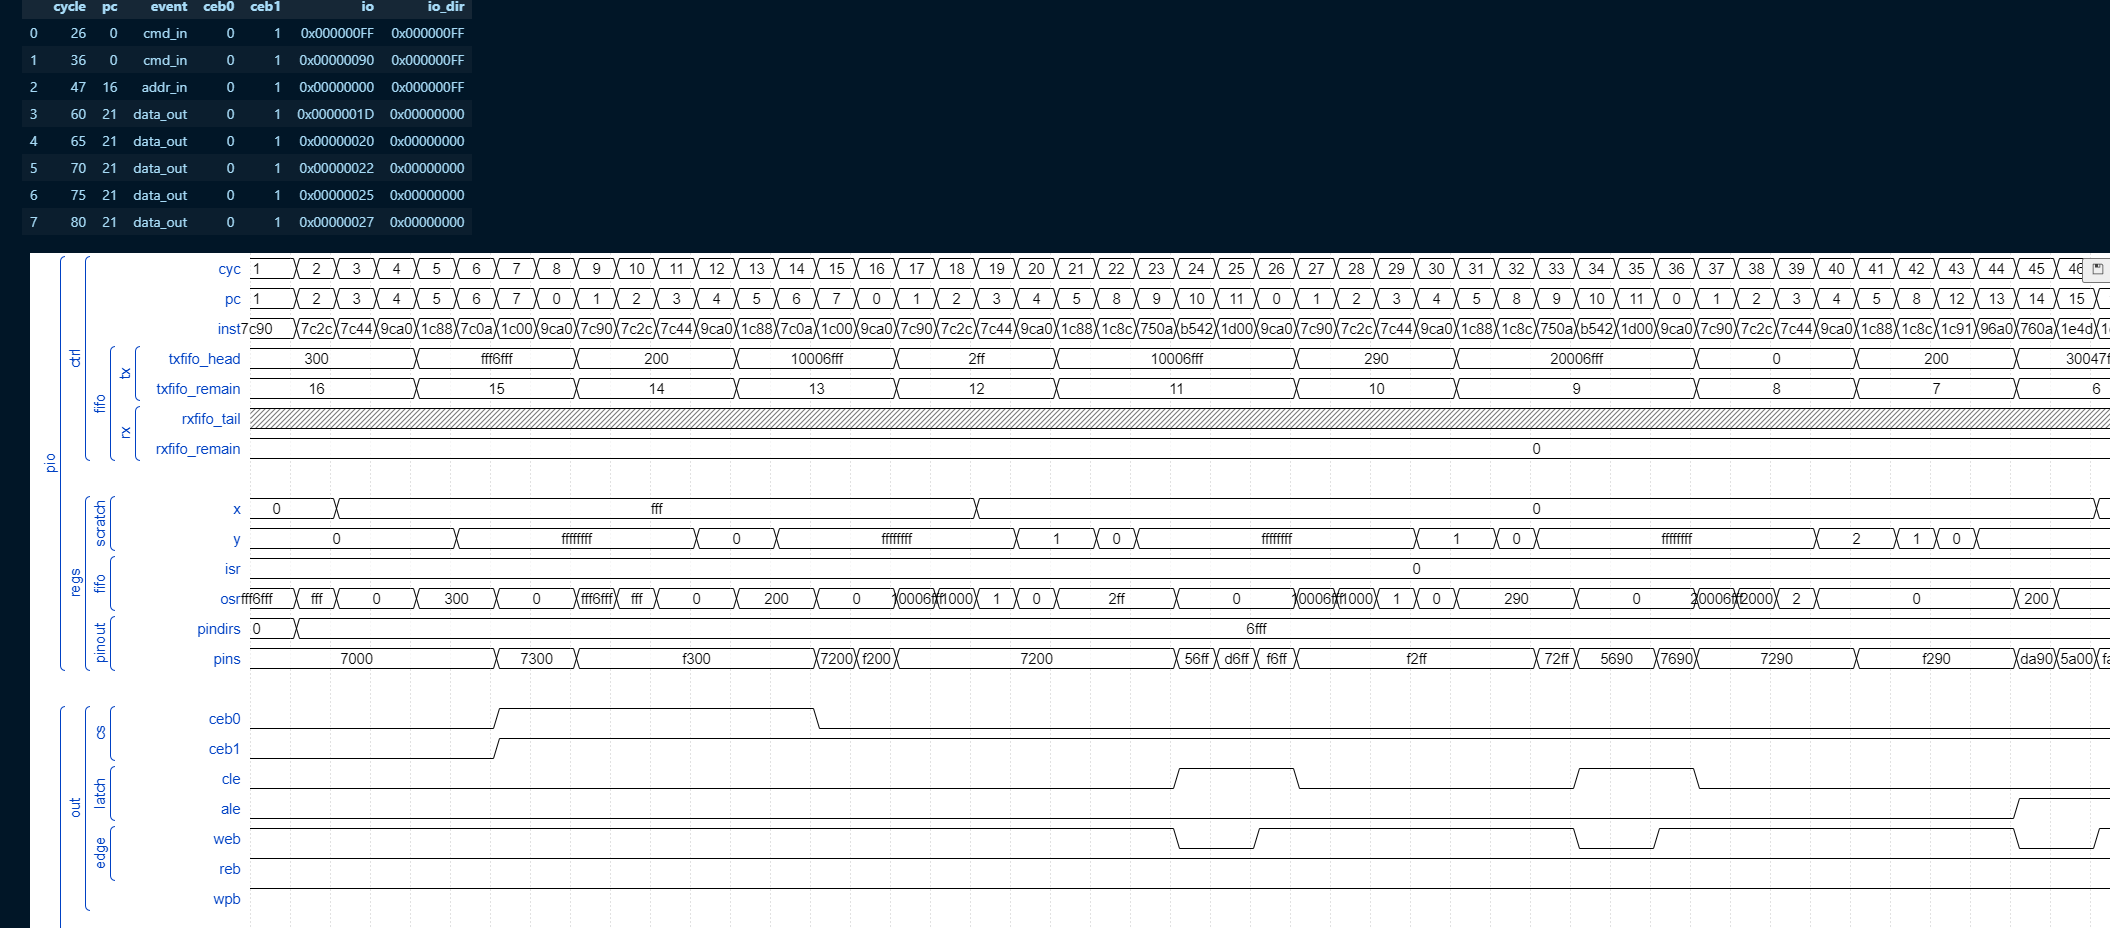 cycle pc event ceb0 ceb1 io io_dir
0 26 0 cmd_in 0 1 0x000000FF 0x000000FF
1 36 0 cmd_in 0 1 0x00000090 0x000000FF
2 47 16 addr_in 0 1 0x00000000 0x000000FF
3 60 21 data_out 0 1 0x0000001D 0x00000000
4 65 21 data_out 0 1 0x00000020 0x00000000
5 70 21 data_out 0 1 0x00000022 0x00000000
6 75 21 data_out 0 1 0x00000025 0x00000000
7 80 21 data_out 0 1 0x00000027 0x00000000
cyc 1 2 3 4 5 6 7 8 9 10 11 12 13 14 15 16 17 18 19 20 21 22 23 24 25 26 27 28 29 30 31 32 33 34 35 36 37 38 39 40 41 42 43 44 45 46
pc 1 2 3 4 5 6 7 0 1 2 3 4 5 6 7 0 1 2 3 4 5 8 9 10 11 0 1 2 3 4 5 8 9 10 11 0 1 2 3 4 5 8 12 13 14 15
inst 7c90 7c2c 7c44 9ca0 1c88 7c0a 1c00 9ca0 7c90 7c2c 7c44 9ca0 1c88 7c0a 1c00 9ca0 7c90 7c2c 7c44 9ca0 1c88 1c8c 750a b542 1d00 9ca0 7c90 7c2c 7c44 9ca0 1c88 1c8c 750a b542 1d00 9ca0 7c90 7c2c 7c44 9ca0 1c88 1c8c 1c91 96a0 760a 1e4d
ctrl
fifo
tx
txfifo_head 300 fff6fff 200 10006fff 2ff 10006fff 290 20006fff 0 200 30047f
txfifo_remain 16 15 14 13 12 11 10 9 8 7 6
rx
rxfifo_tail
rxfifo_remain 0
pio
regs
scratch
x 0 fff 0
y 0 ffffffff 0 ffffffff 1 0 ffffffff 1 0 ffffffff 2 1 0
fifo
isr 0
osr fff6fff fff 0 300 0 fff6fff fff 0 200 0 10006fff 1000 1 0 2ff 0 10006fff 1000 1 0 290 0 20006fff 2000 2 0 200
pinout
pindirs 0 6fff
pins 7000 7300 f300 7200 f200 7200 56ff d6ff f6ff f2ff 72ff 5690 7690 7290 f290 da90 5a00
out
cs
ceb0
ceb1
latch
cle
ale
edge
web
reb
wpb